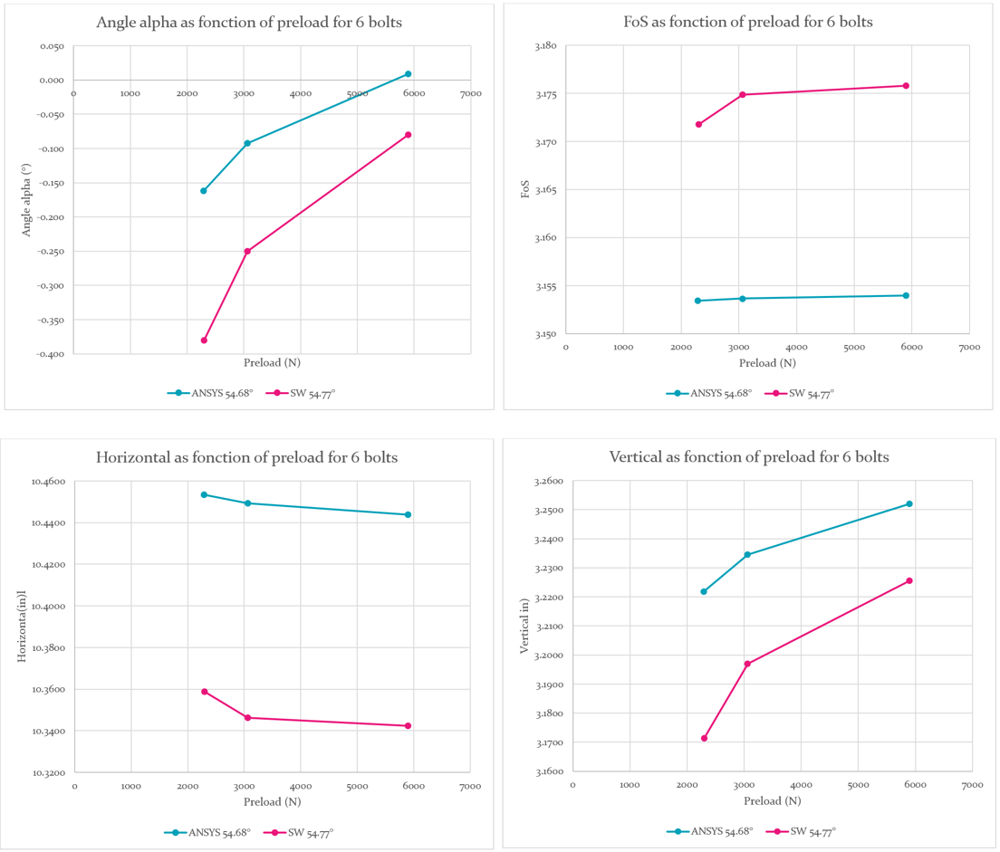 Angle alpha as fonction of preload for 6 bolts
0.050
0.000
-0.050
-0.100
-0.150
-0.200
-0.250
-0.300
-0.350
-0.400
Angle alpha (°)
0 1000 2000 3000 4000 5000 6000 7000
Preload (N)
ANSYS 54.68° SW 54.77°
FoS as fonction of preload for 6 bolts
3.180
3.175
3.170
3.165
3.160
3.155
3.150
FoS
0 1000 2000 3000 4000 5000 6000 7000
Preload (N)
ANSYS 54.68° SW 54.77°
Horizontal as fonction of preload for 6 bolts
10.4600
10.4400
10.4200
10.4000
10.3800
10.3600
10.3400
10.3200
Horizonta(in)l
0 1000 2000 3000 4000 5000 6000 7000
Preload (N)
ANSYS 54.68° SW 54.77°
Vertical as fonction of preload for 6 bolts
3.2600
3.2500
3.2400
3.2300
3.2200
3.2100
3.2000
3.1900
3.1800
3.1700
3.1600
Vertical in)
0 1000 2000 3000 4000 5000 6000 7000
Preload (N)
ANSYS 54.68° SW 54.77°